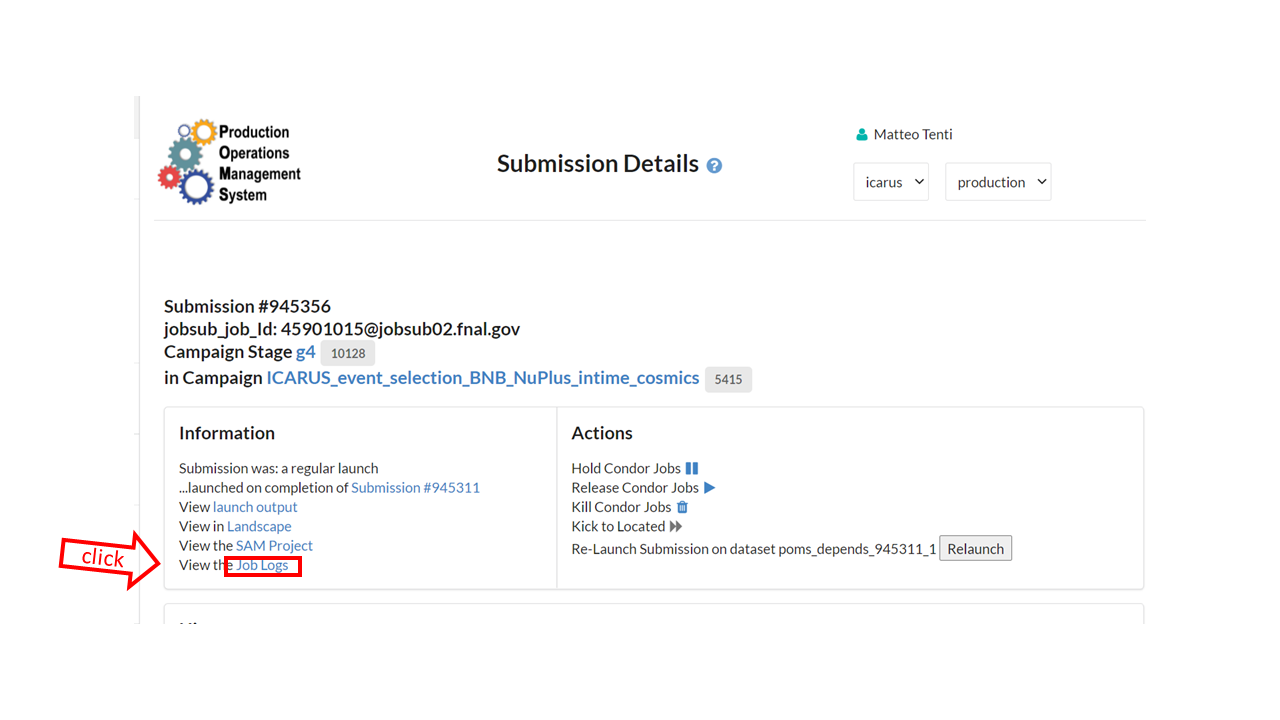 Production
Operations
Management
System
Submission Details ?
Matteo Tenti
icarus
production
Submission #945356
jobsub_job_Id: 45901015@jobsub02.fnal.gov
Campaign Stage g4 10128
in Campaign ICARUS_event_selection_BNB_NuPlus_intime_cosmics 5415
Information
Submission was: a regular launch
...launched on completion of Submission #945311
View launch output
View in Landscape
View the SAM Project
View the Job Logs
click
Actions
Hold Condor Jobs
Release Condor Jobs
Kill Condor Jobs
Kick to Located
Re-Launch Submission on dataset poms_depends_945311_1 Relaunch